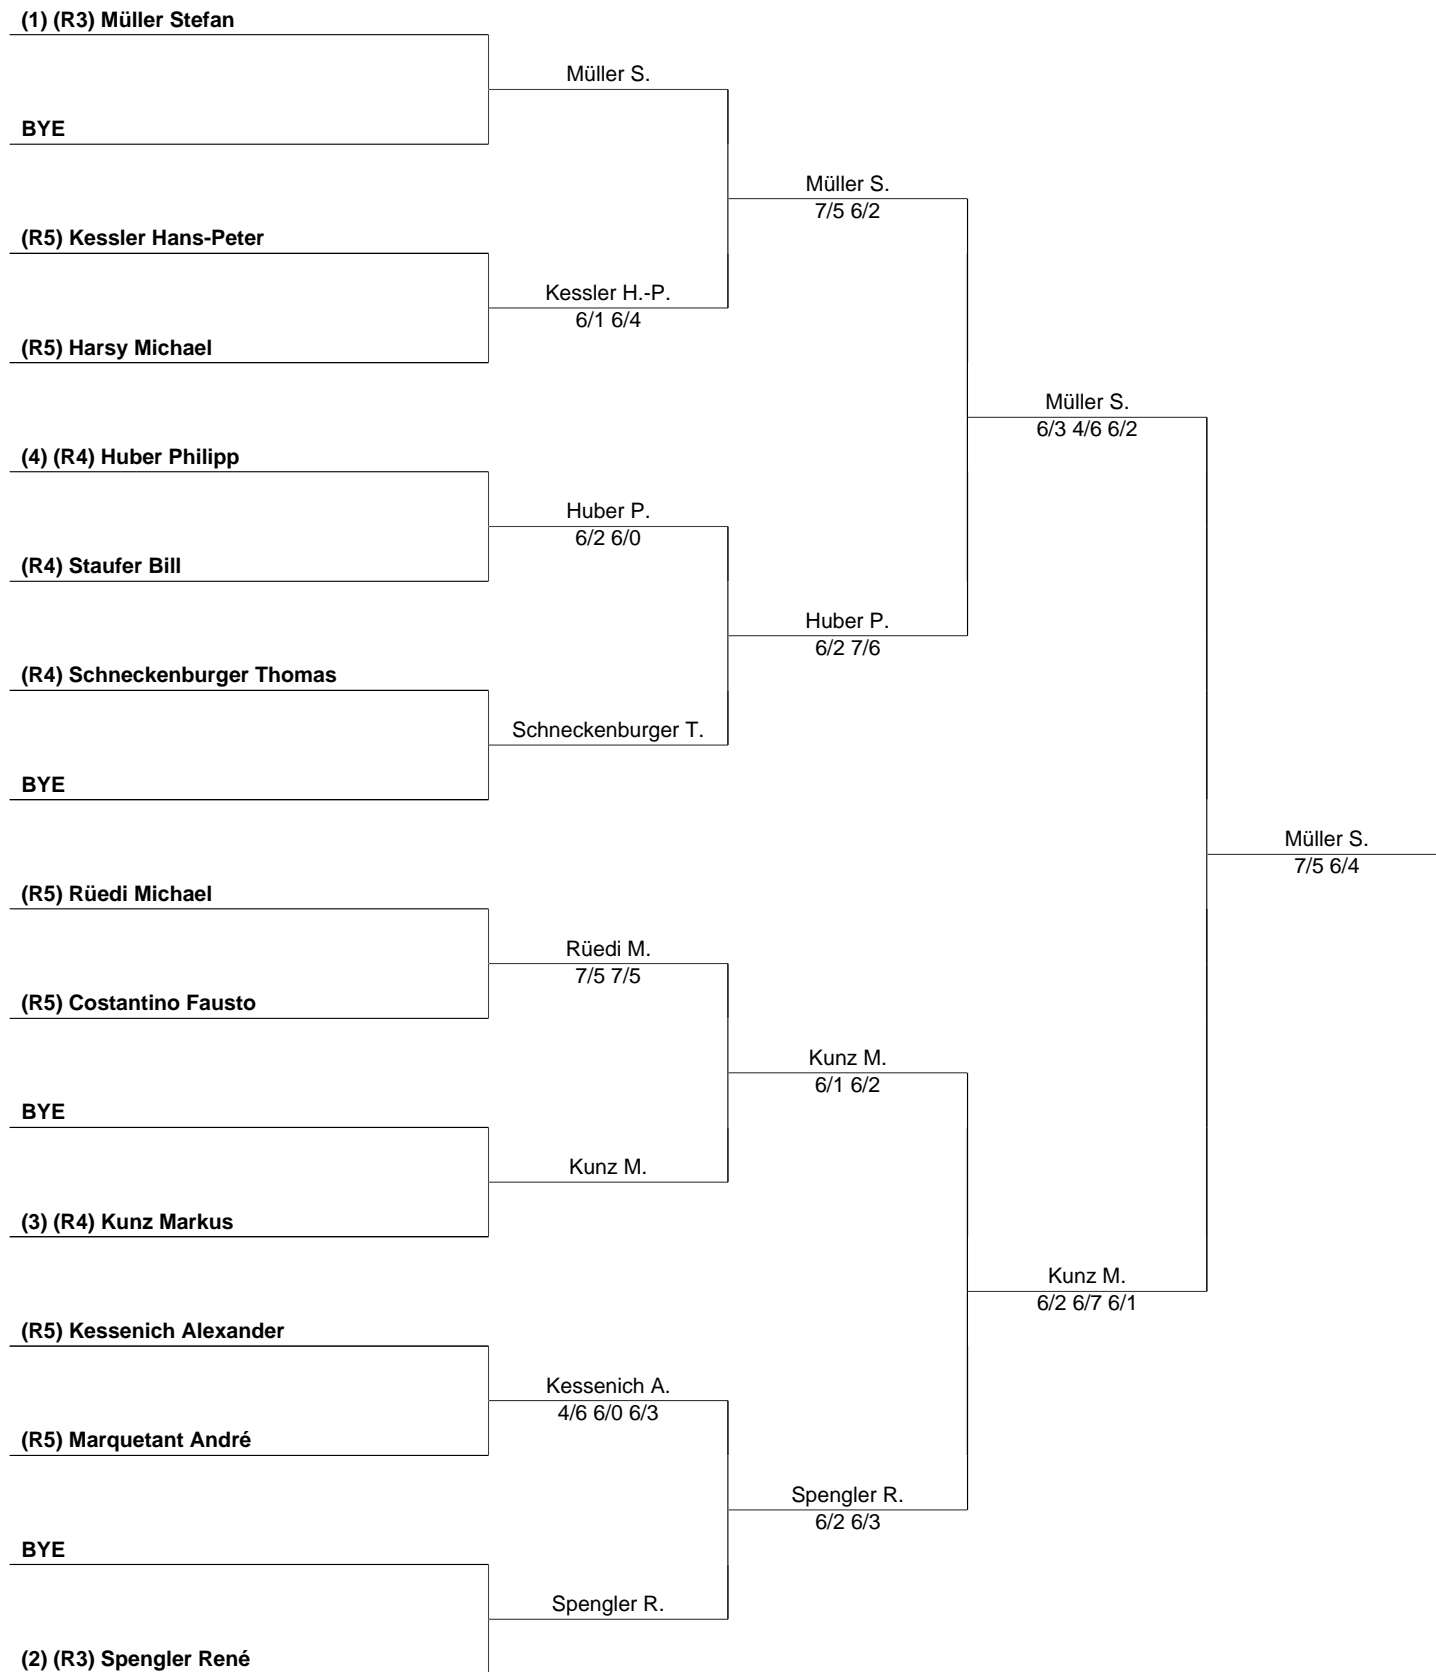 (1) (R3) Müller Stefan
Müller S.
BYE
Müller S.
7/5 6/2
(R5) Kessler Hans-Peter
Kessler H.-P.
6/1 6/4
(R5) Harsy Michael
Müller S.
6/3 4/6 6/2
(4) (R4) Huber Philipp
Huber P.
6/2 6/0
(R4) Staufer Bill
Huber P.
6/2 7/6
(R4) Schneckenburger Thomas
Schneckenburger T.
BYE
Müller S.
7/5 6/4
(R5) Rüedi Michael
Rüedi M.
7/5 7/5
(R5) Costantino Fausto
Kunz M.
6/1 6/2
BYE
Kunz M.
(3) (R4) Kunz Markus
Kunz M.
6/2 6/7 6/1
(R5) Kessenich Alexander
Kessenich A.
4/6 6/0 6/3
(R5) Marquetant André
Spengler R.
6/2 6/3
BYE
Spengler R.
(2) (R3) Spengler René